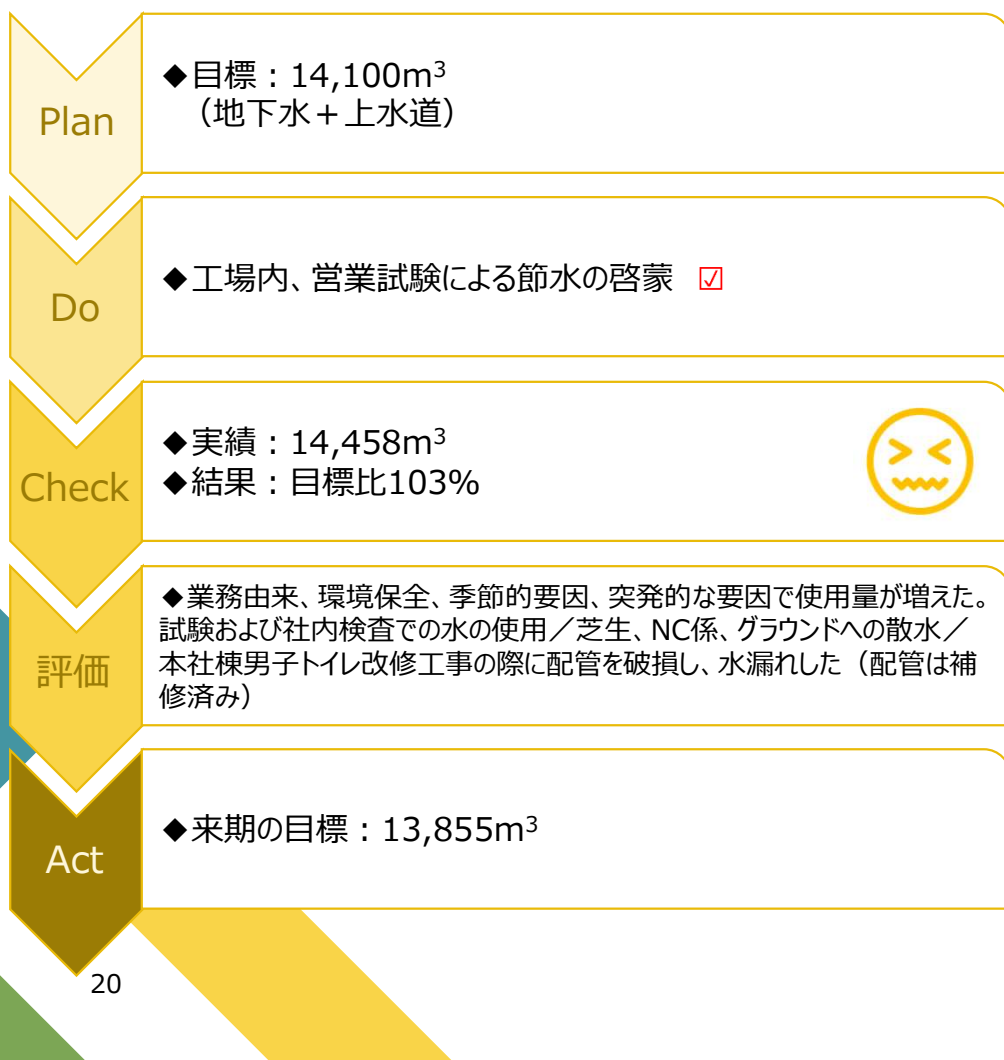 Plan
◆目標：14,100m³
（地下水＋上水道）
Do
◆工場内、営業試験による節水の啓蒙 ☑
Check
◆実績：14,458m³
◆結果：目標比103%
評価
◆業務由来、環境保全、季節的要因、突発的な要因で使用量が増えた。
試験および社内検査での水の使用／芝生、NC係、グラウンドへの散水／
本社棟男子トイレ改修工事の際に配管を破損し、水漏れした（配管は補
修済み）
Act
◆来期の目標：13,855m³
20